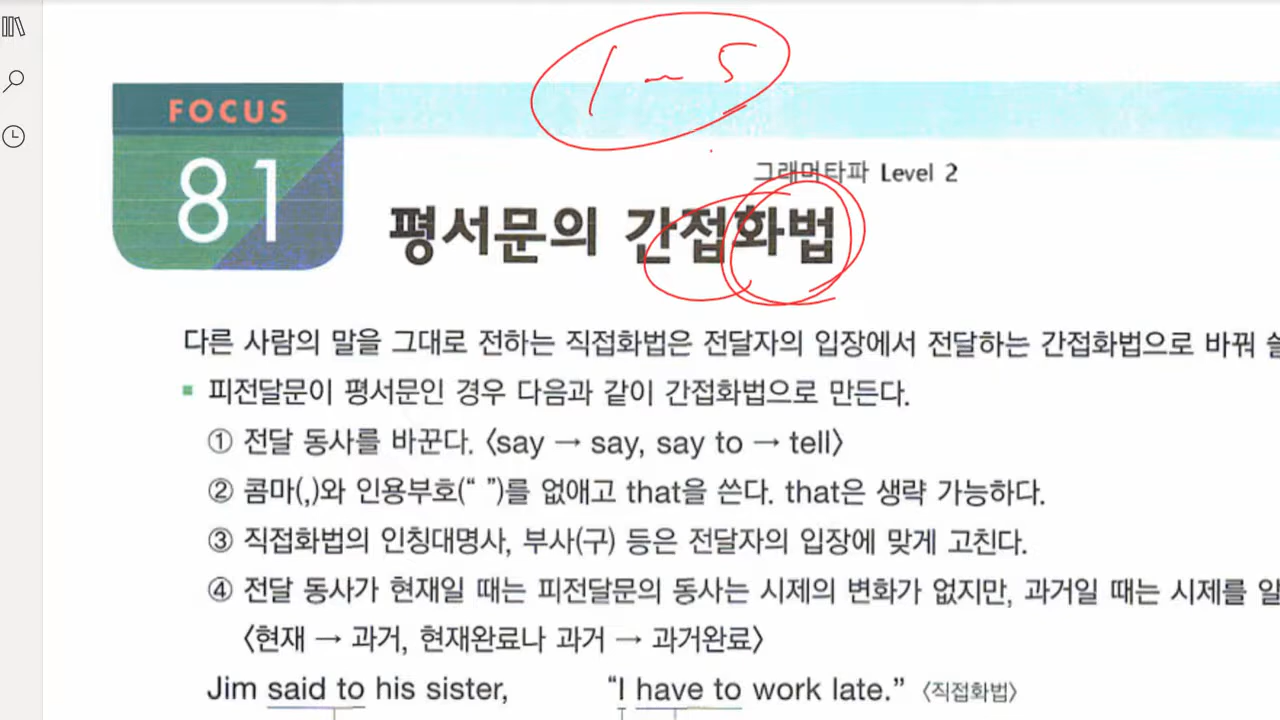 1 ~ 5
FOCUS
81
그래머타파 Level 2
평서문의 간접화법
다른 사람의 말을 그대로 전하는 직접화법은 전달자의 입장에서 전달하는 간접화법으로 바꿔
▪ 피전달문이 평서문인 경우 다음과 같이 간접화법으로 만든다.
① 전달 동사를 바꾼다. 〈say → say, say to → tell〉
② 콤마(,)와 인용부호(“ ”)를 없애고 that을 쓴다. that은 생략 가능하다.
③ 직접화법의 인칭대명사, 부사(구) 등은 전달자의 입장에 맞게 고친다.
④ 전달 동사가 현재일 때는 피전달문의 동사는 시제의 변화가 없지만, 과거일 때는 시제를
〈현재 → 과거, 현재완료나 과거 → 과거완료〉
Jim said to his sister, “I have to work late.” 〈직접화법〉